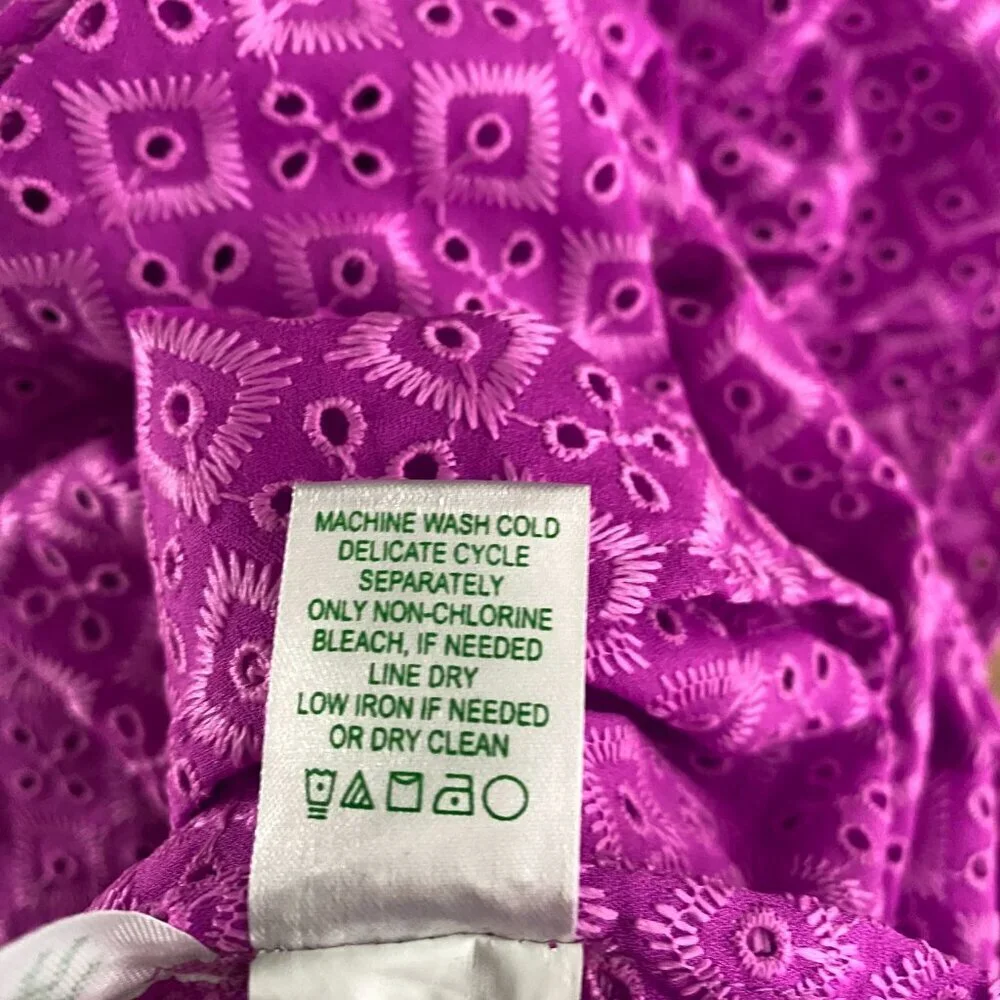 MACHINE WASH COLD
DELICATE CYCLE
SEPARATELY
ONLY NON-CHLORINE
BLEACH, IF NEEDED
LINE DRY
LOW IRON IF NEEDED
OR DRY CLEAN